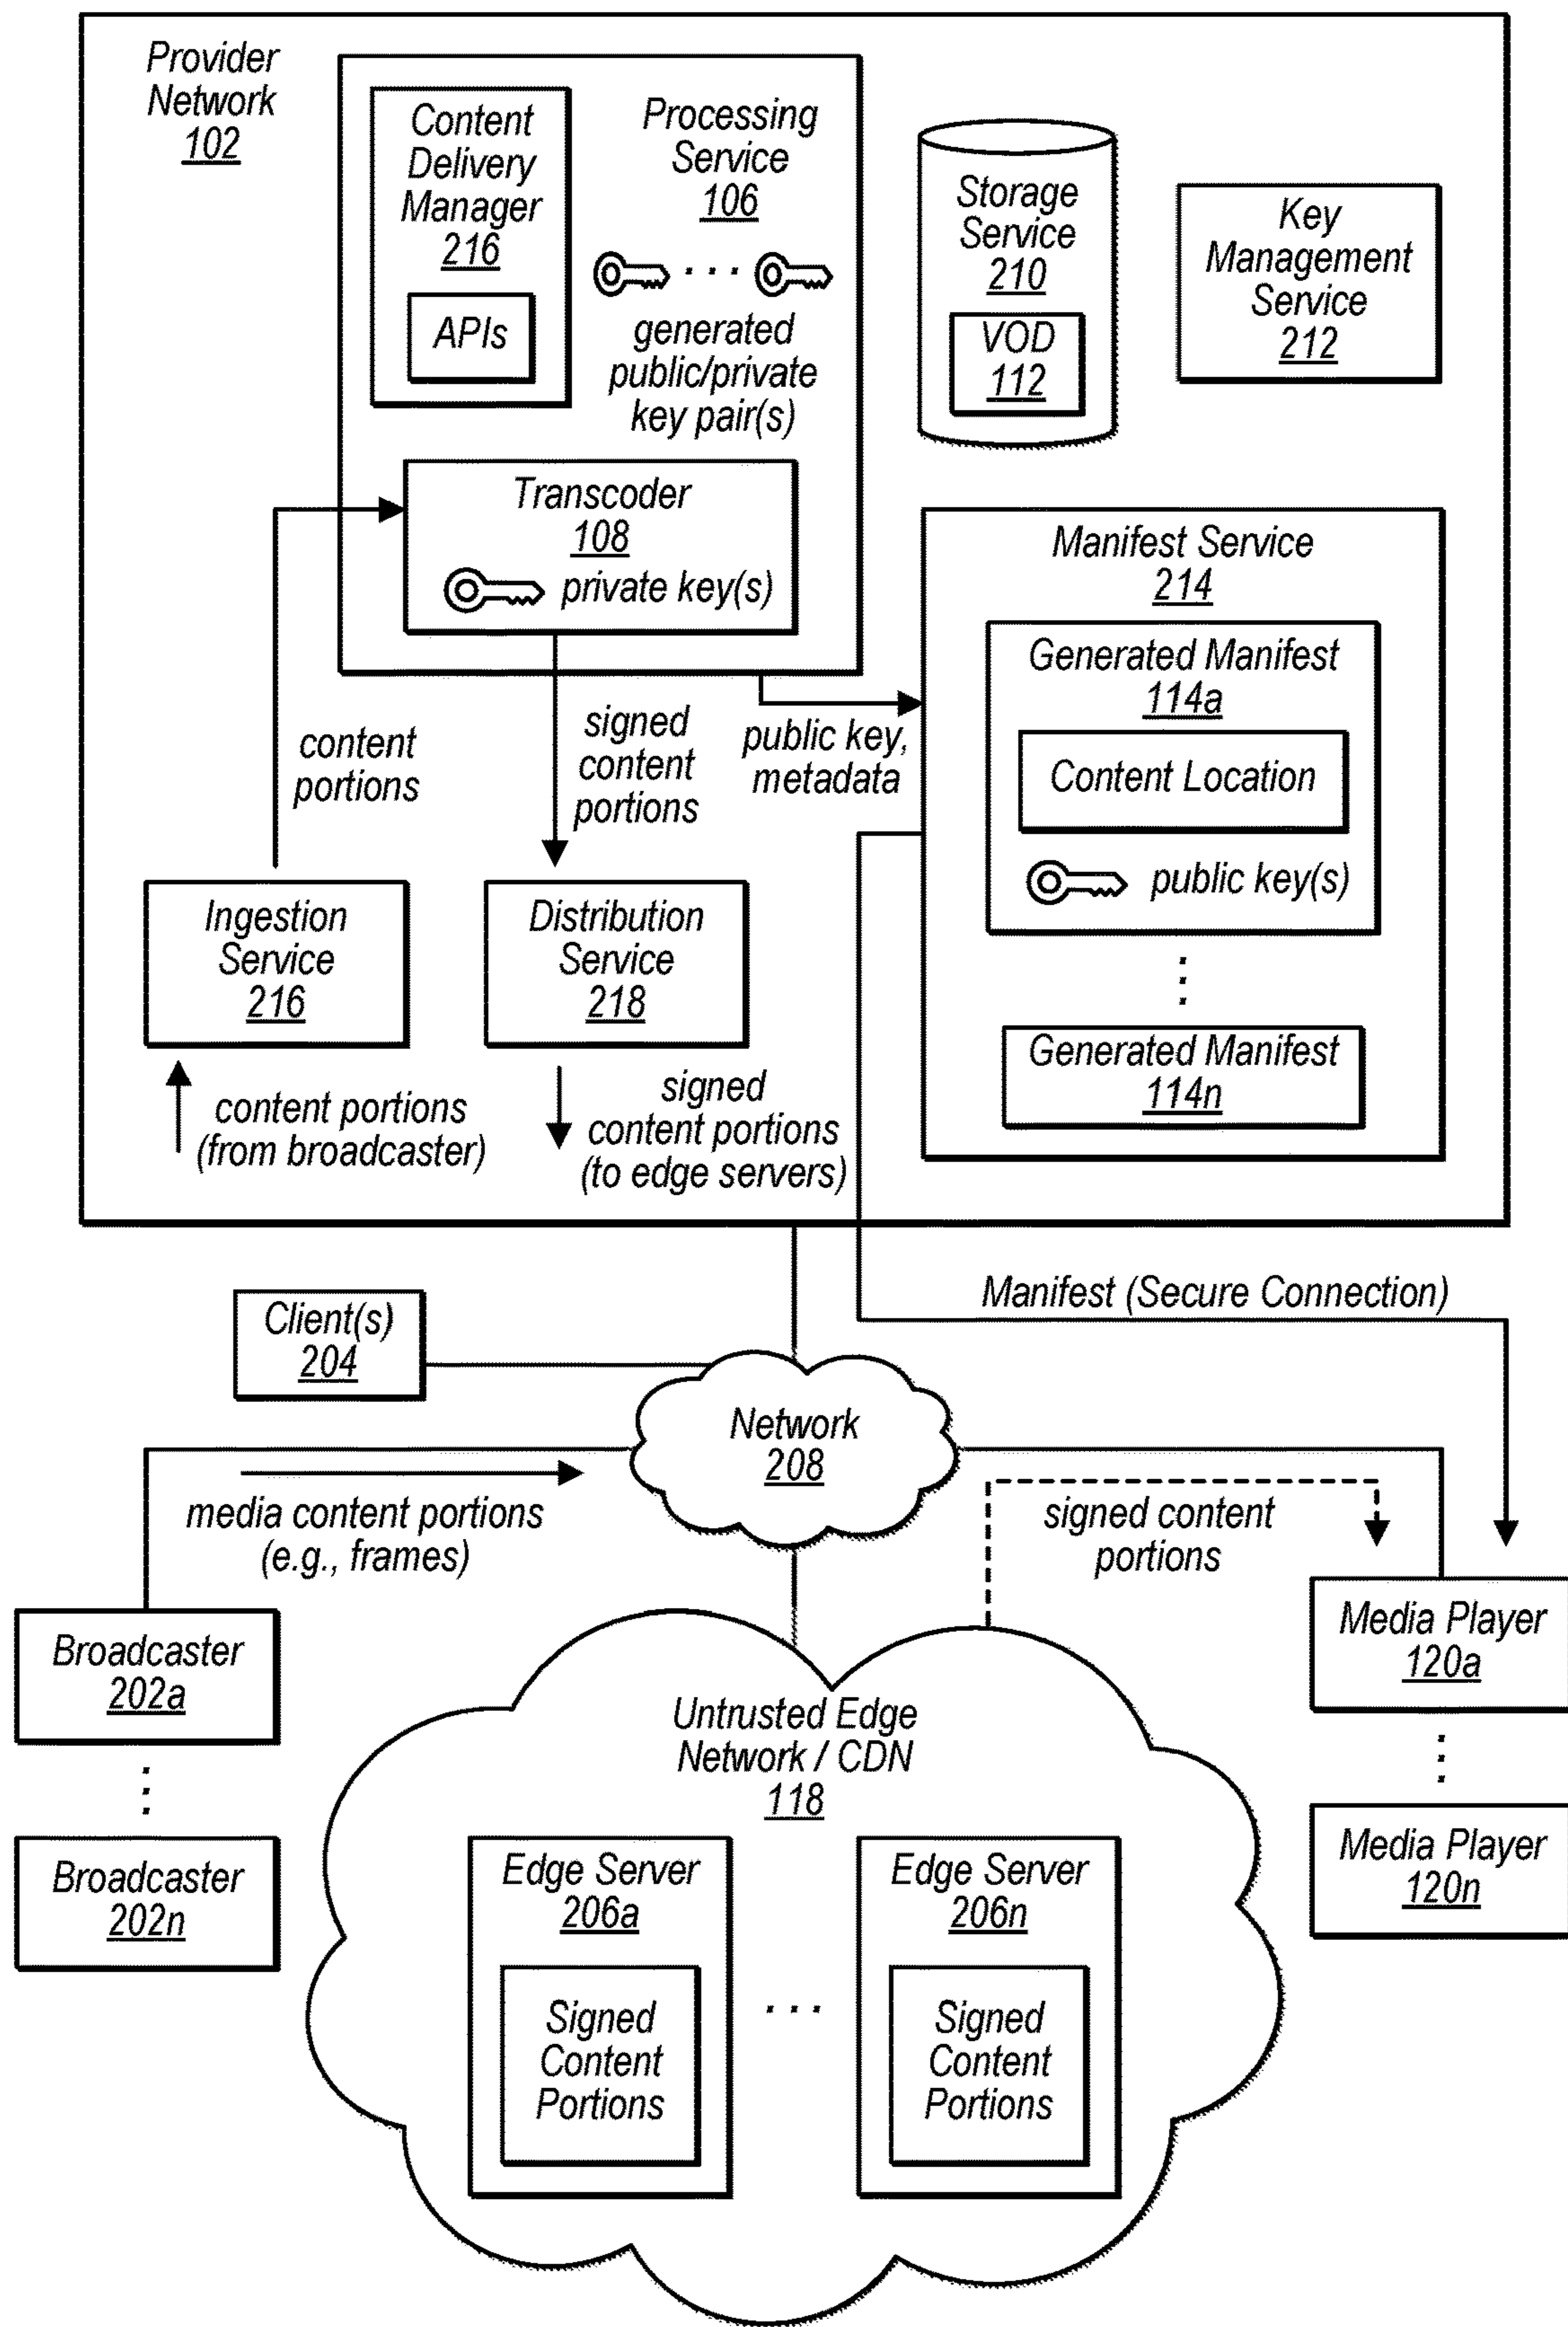 Provider
Network
102
Content
Delivery
Manager
216
APIs
Processing
Service
106
. . .
generated
public/private
key pair(s)
Storage
Service
210
VOD
112
Key
Management
Service
212
Transcoder
108
private key(s)
Manifest Service
214
Generated Manifest
114a
Content Location
public key(s)
Generated Manifest
114n
content
portions
signed
content
portions
public key,
metadata
Ingestion
Service
216
Distribution
Service
218
content portions
(from broadcaster)
signed
content portions
(to edge servers)
Manifest (Secure Connection)
Client(s)
204
Network
208
media content portions
(e.g., frames)
signed content
portions
Broadcaster
202a
Broadcaster
202n
Media Player
120a
Media Player
120n
Untrusted Edge
Network / CDN
118
Edge Server
206a
Signed
Content
Portions
. . .
Edge Server
206n
Signed
Content
Portions